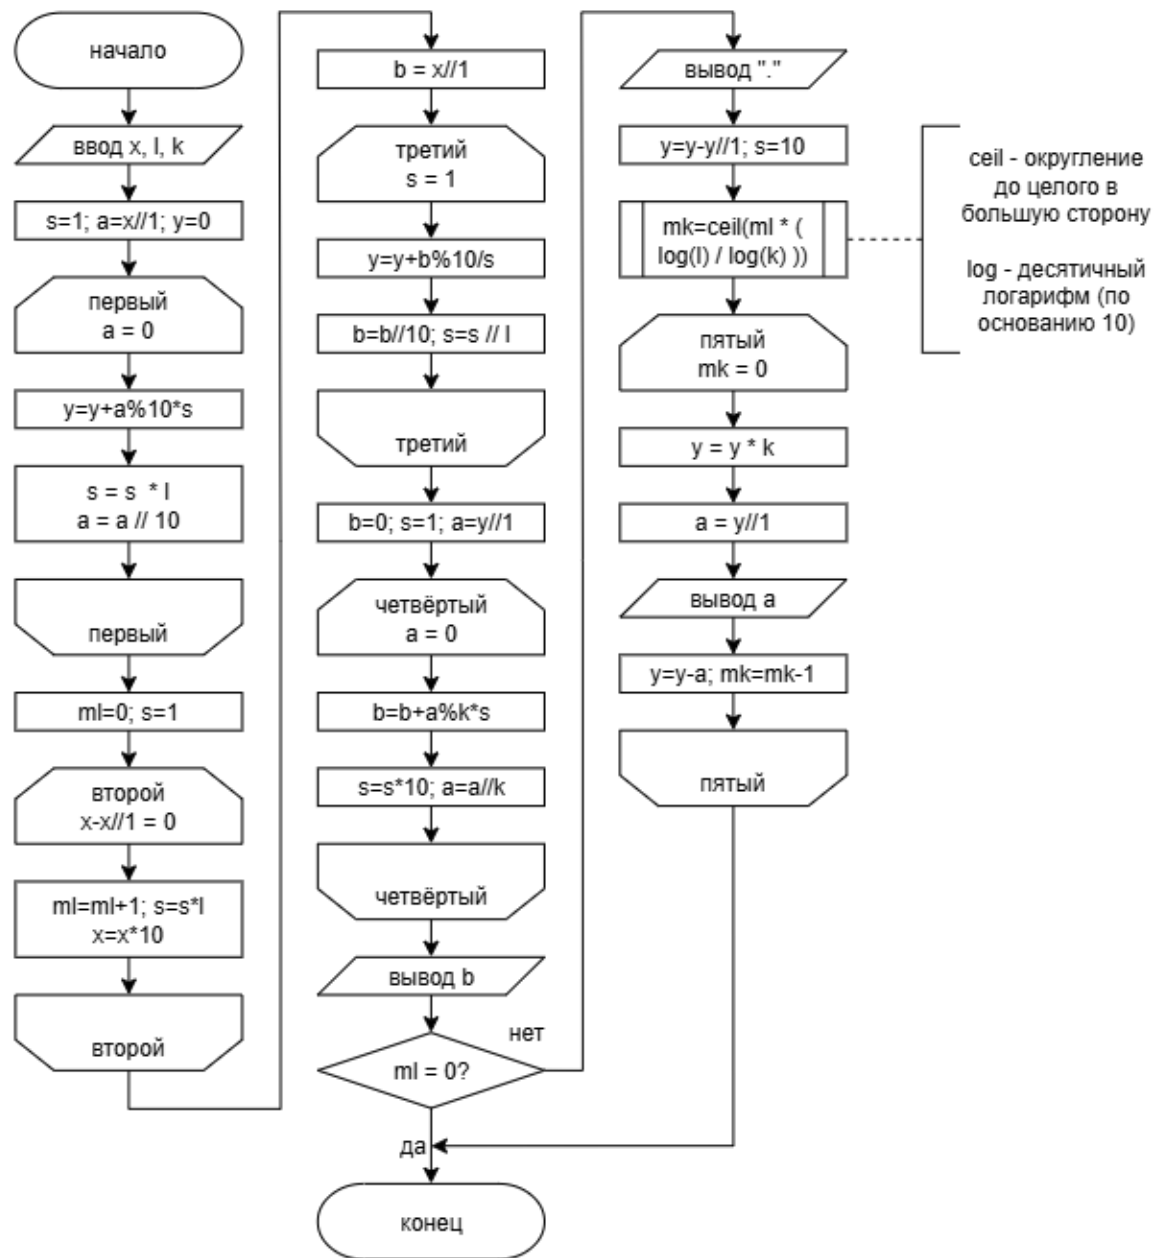 начало
ввод x, l, k
s=1; a=x//1; y=0
первый
a = 0
y=y+a%10*s
s = s * l
a = a // 10
первый
ml=0; s=1
второй
x-x//1 = 0
ml=ml+1; s=s*l
x=x*10
второй
b = x//1
третий
s = 1
y=y+b%10/s
b=b//10; s=s // l
третий
b=0; s=1; a=y//1
четвёртый
a = 0
b=b+a%k*s
s=s*10; a=a//k
четвёртый
вывод b
нет
ml = 0?
да
конец
вывод "."
y=y-y//1; s=10
mk=ceil(ml * (
log(l) / log(k) ))
пятый
mk = 0
y = y * k
a = y//1
вывод a
y=y-a; mk=mk-1
пятый
ceil - округление
до целого в
большую сторону
log - десятичный
логарифм (по
основанию 10)